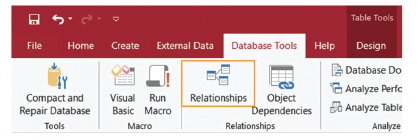 Table Tools
File Home Create External Data Database Tools Help Design
Compact and
Repair Database
Visual
Basic
Run
Macro
Relationships
Object
Dependencies
Database Do
Analyze Perfo
Analyze Table
Tools Macro Relationships Analyze